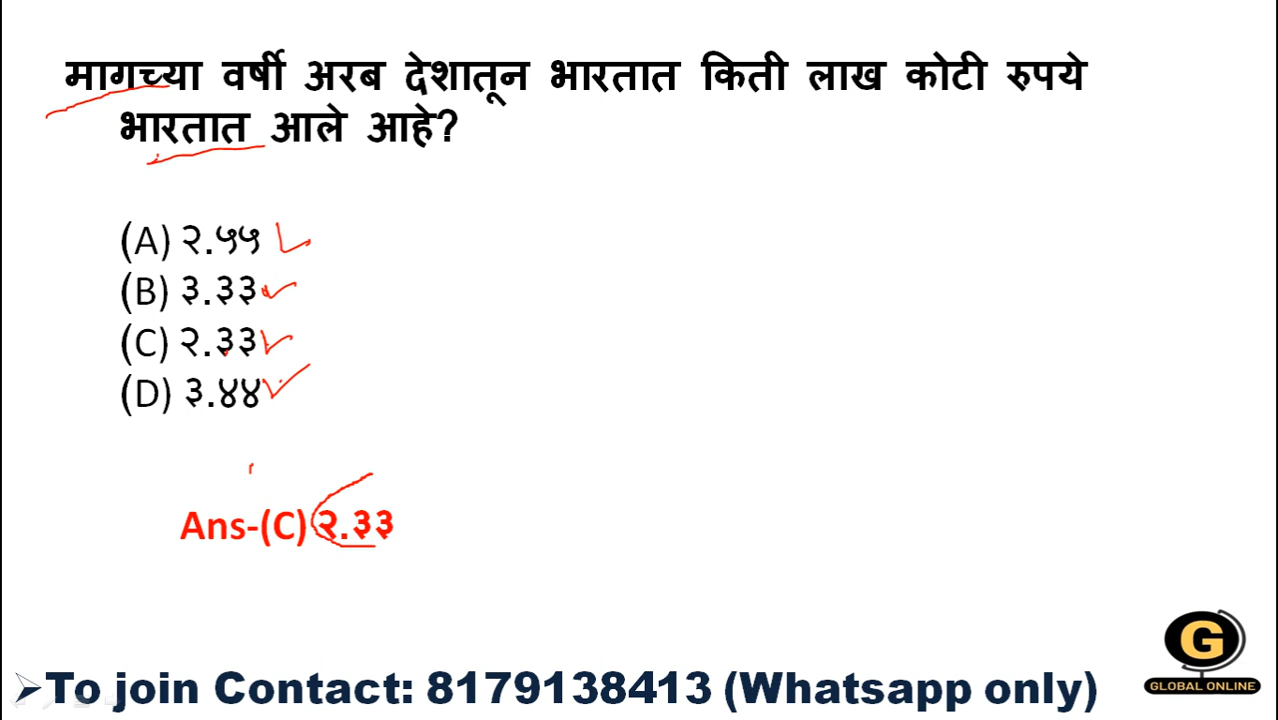 मागच्या वर्षी अरब देशातून भारतात किती लाख कोटी रुपये
भारतात आले आहे?
(A) २.५५
(B) ३.३३
(C) २.३३
(D) ३.४४
Ans-(C) २.३३
G
GLOBAL ONLINE
➢To join Contact: 8179138413 (Whatsapp only)